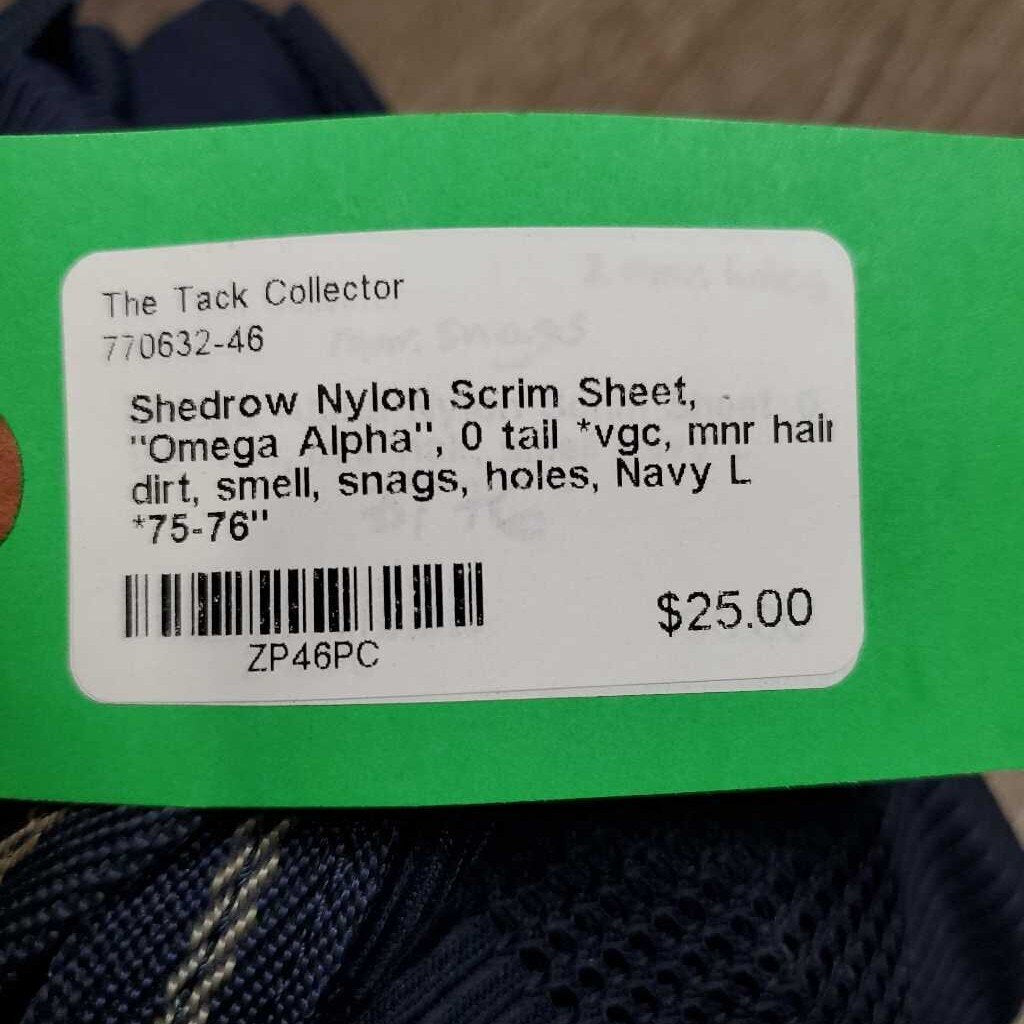 The Tack Collector
770632-46
Shedrow Nylon Scrim Sheet,
"Omega Alpha", 0 tail *vgc, mnr hair
dirt, smell, snags, holes, Navy L
*75-76"
$25.00
ZP46PC
snags